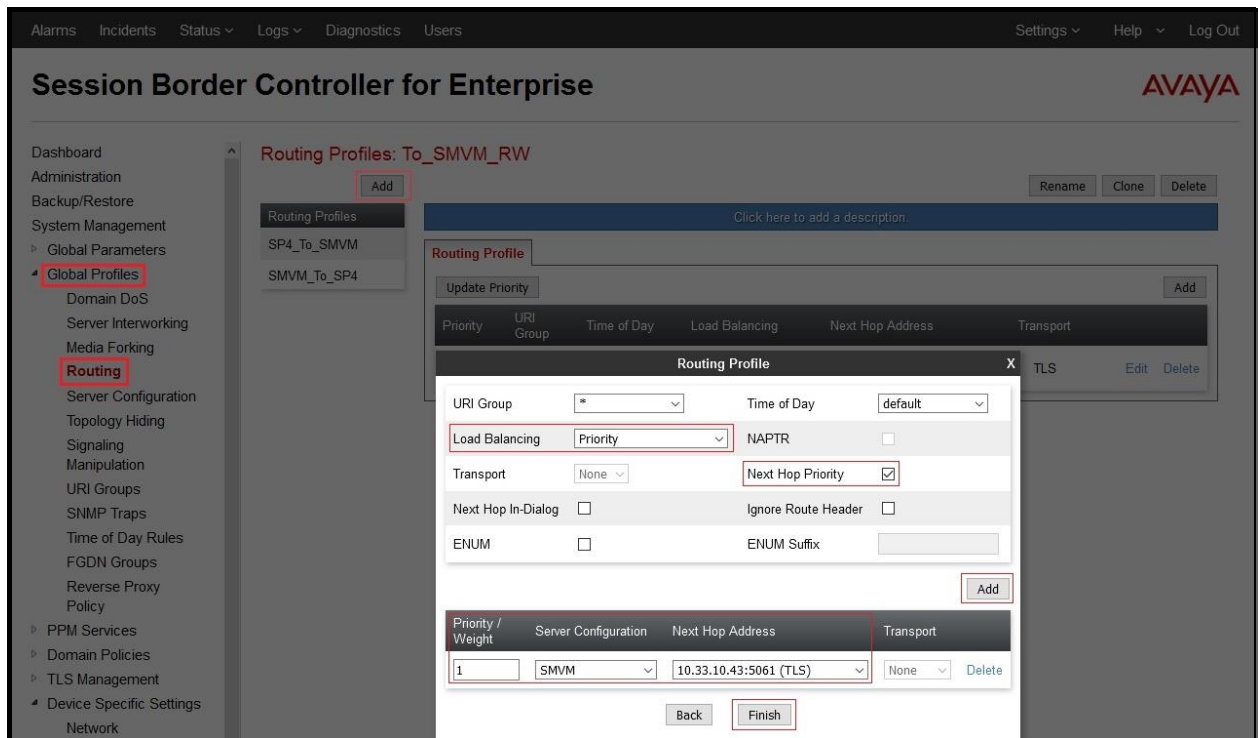 Alarms Incidents Status Logs Diagnostics Users Settings Help Log Out
Session Border Controller for Enterprise
AVAYA
Dashboard
Administration
Backup/Restore
System Management
Global Parameters
Global Profiles
Domain DoS
Server Interworking
Media Forking
Routing
Server Configuration
Topology Hiding
Signaling
Manipulation
URI Groups
SNMP Traps
Time of Day Rules
FGDN Groups
Reverse Proxy
Policy
PPM Services
Domain Policies
TLS Management
Device Specific Settings
Network
Routing Profiles: To_SMVM_RW
Add
Rename Clone Delete
Routing Profiles
SP4_To_SMVM
SMVM_To_SP4
Click here to add a description.
Routing Profile
Update Priority Add
Priority URI Group Time of Day Load Balancing Next Hop Address Transport
TLS Edit Delete
Routing Profile X
URI Group * Time of Day default
Load Balancing Priority NAPTR
Transport None Next Hop Priority
Next Hop In-Dialog Ignore Route Header
ENUM ENUM Suffix
Add
Priority / Weight Server Configuration Next Hop Address Transport
1 SMVM 10.33.10.43:5061 (TLS) None Delete
Back Finish